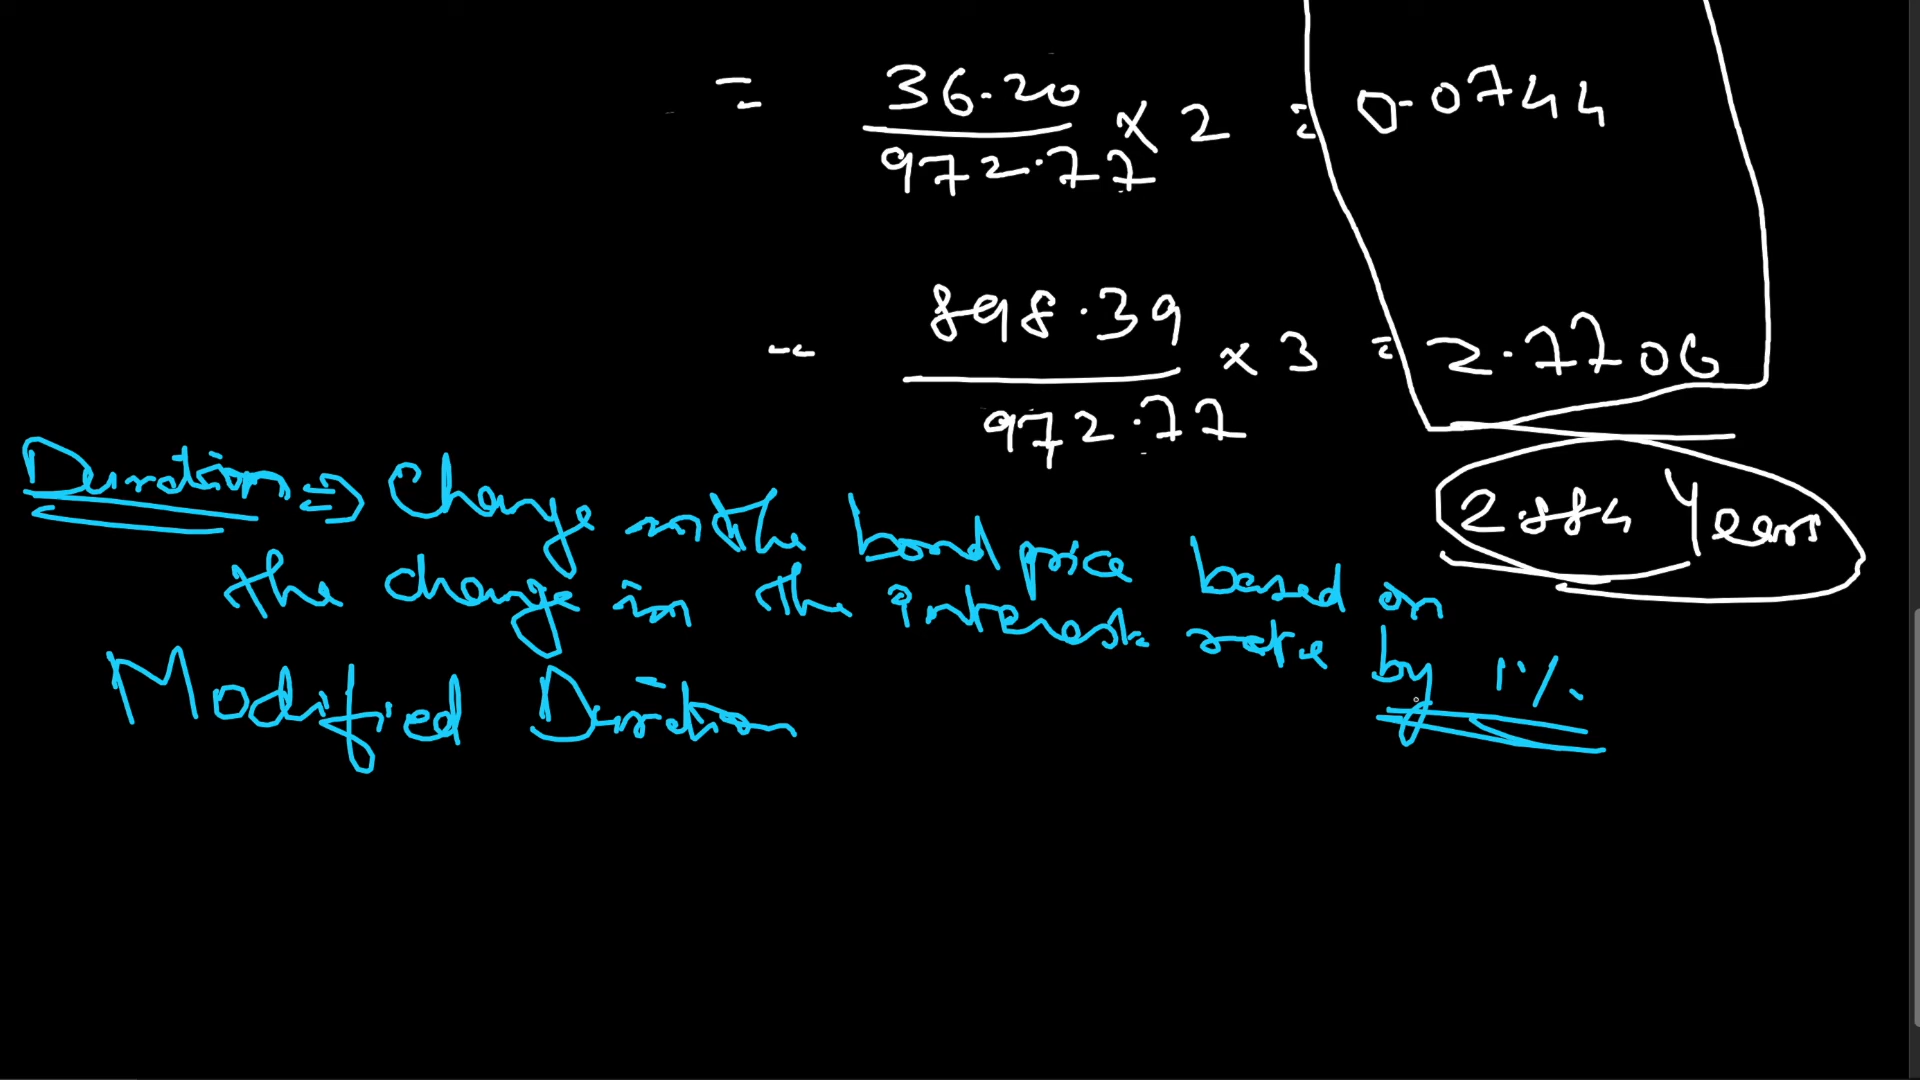 = 36.20 / 972.77 × 2 = 0.0744
= 898.39 / 972.77 × 3 = 2.7706
2.884 Years
Duration ⇒ Change in the bond price based on
the change in the interest rate by 1%
Modified Duration